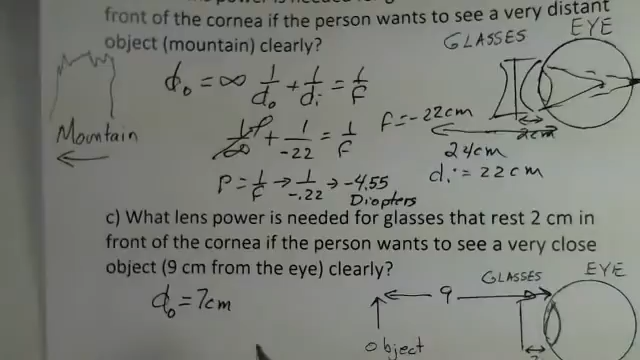 front of the cornea if the person wants to see a very distant
object (mountain) clearly?
GLASSES
EYE
do = ∞ 1/do + 1/di = 1/f
Mountain
1/∞ + 1/-22 = 1/f
f = -22cm
2cm
24cm
di = 22cm
P = 1/f → 1/-.22 → -4.55
Diopters
c) What lens power is needed for glasses that rest 2 cm in
front of the cornea if the person wants to see a very close
object (9 cm from the eye) clearly?
do = 7cm
GLASSES
EYE
9
object